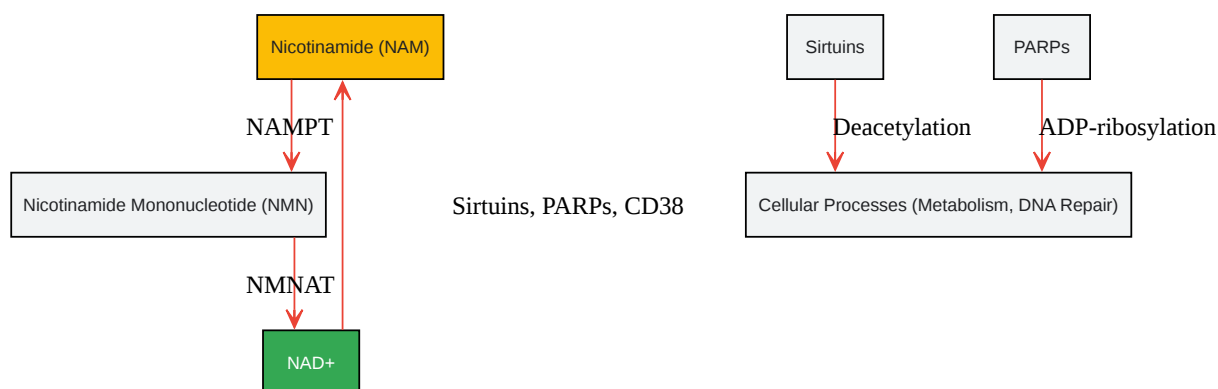 Nicotinamide (NAM)
Sirtuins
PARPs
NAMPT
Deacetylation
ADP-ribosylation
Nicotinamide Mononucleotide (NMN)
Sirtuins, PARPs, CD38
Cellular Processes (Metabolism, DNA Repair)
NMNAT
NAD+